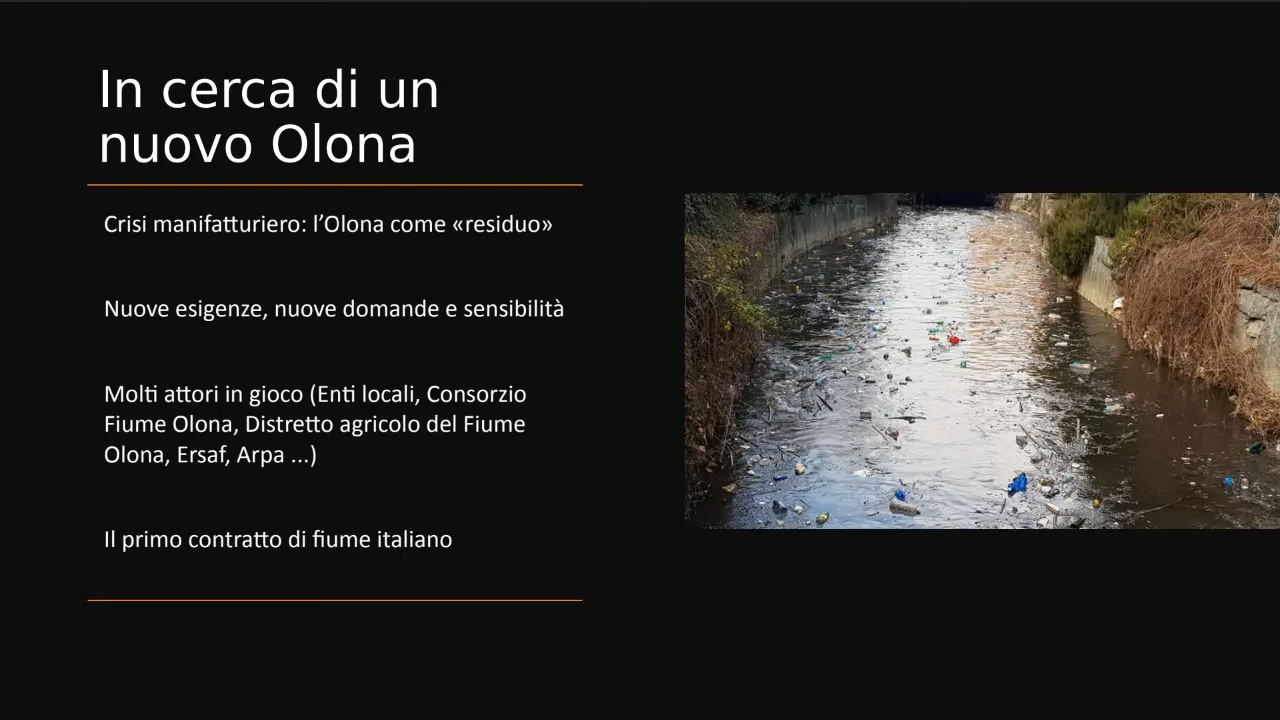 In cerca di un
nuovo Olona
Crisi manifatturiero: l’Olona come «residuo»
Nuove esigenze, nuove domande e sensibilità
Molti attori in gioco (Enti locali, Consorzio
Fiume Olona, Distretto agricolo del Fiume
Olona, Ersaf, Arpa ...)
Il primo contratto di fiume italiano